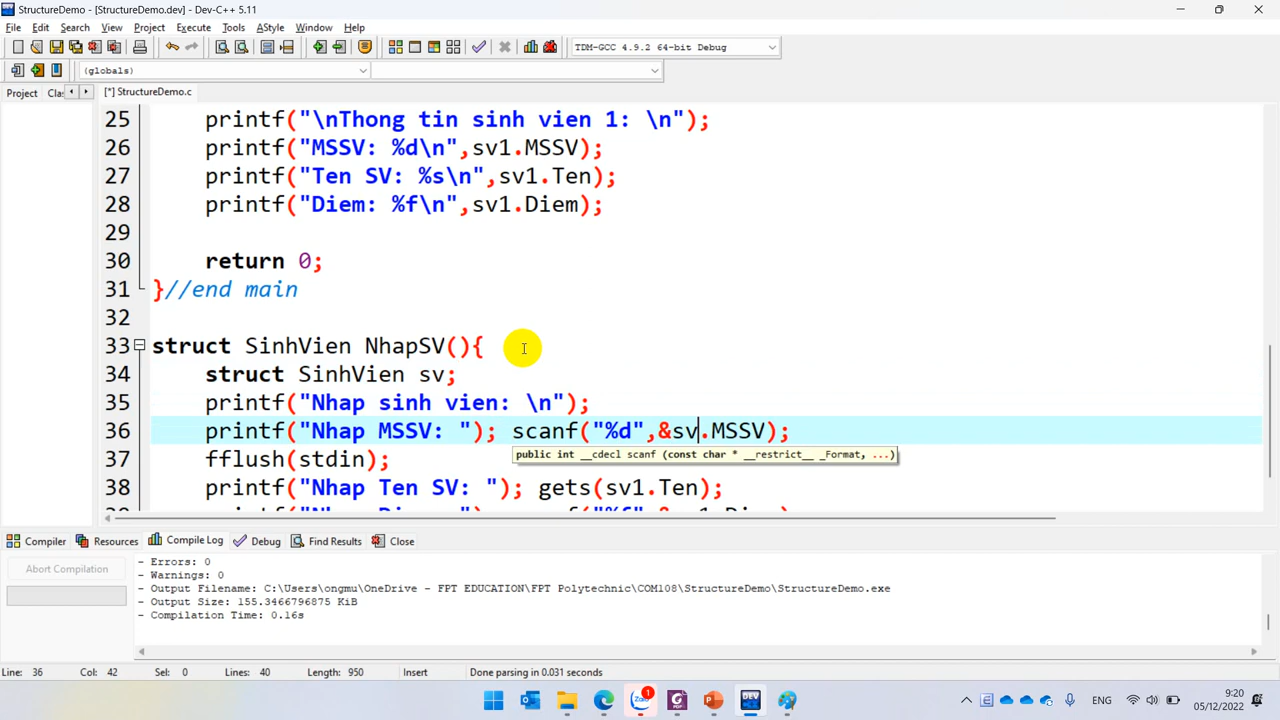 StructureDemo - [StructureDemo.dev] - Dev-C++ 5.11
File Edit Search View Project Execute Tools AStyle Window Help
TDM-GCC 4.9.2 64-bit Debug
(globals)
Project Clas [*] StructureDemo.c
25 printf("\nThong tin sinh vien 1: \n");
26 printf("MSSV: %d\n",sv1.MSSV);
27 printf("Ten SV: %s\n",sv1.Ten);
28 printf("Diem: %f\n",sv1.Diem);
29
30 return 0;
31 }//end main
32
33 struct SinhVien NhapSV(){
34 struct SinhVien sv;
35 printf("Nhap sinh vien: \n");
36 printf("Nhap MSSV: "); scanf("%d",&sv.MSSV);
public int __cdecl scanf (const char * __restrict__ _Format, ...)
37 fflush(stdin);
38 printf("Nhap Ten SV: "); gets(sv1.Ten);
Compiler Resources Compile Log Debug Find Results Close
Abort Compilation
- Errors: 0
- Warnings: 0
- Output Filename: C:\Users\ongmu\OneDrive - FPT EDUCATION\FPT Polytechnic\COM108\StructureDemo\StructureDemo.exe
- Output Size: 155.3466796875 KiB
- Compilation Time: 0.16s
Line: 36 Col: 42 Sel: 0 Lines: 40 Length: 950 Insert Done parsing in 0.031 seconds
Zalo 1 DEV ENG 9:20
05/12/2022